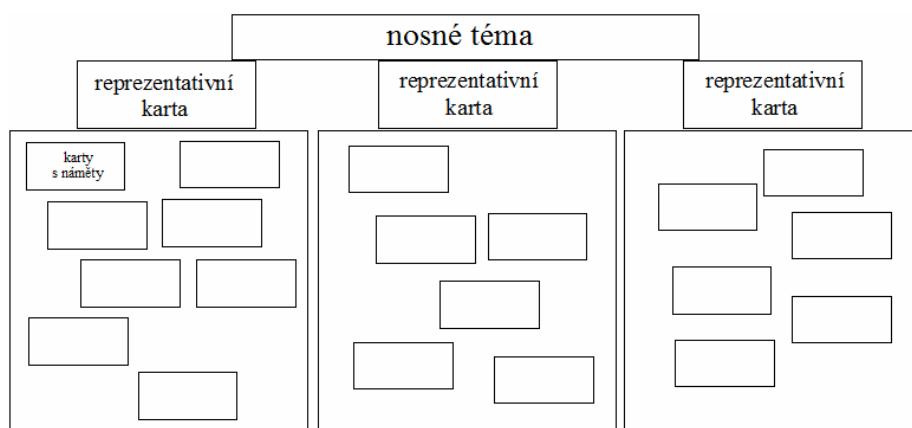 nosné téma
reprezentativní
karta
reprezentativní
karta
reprezentativní
karta
karty
s náměty